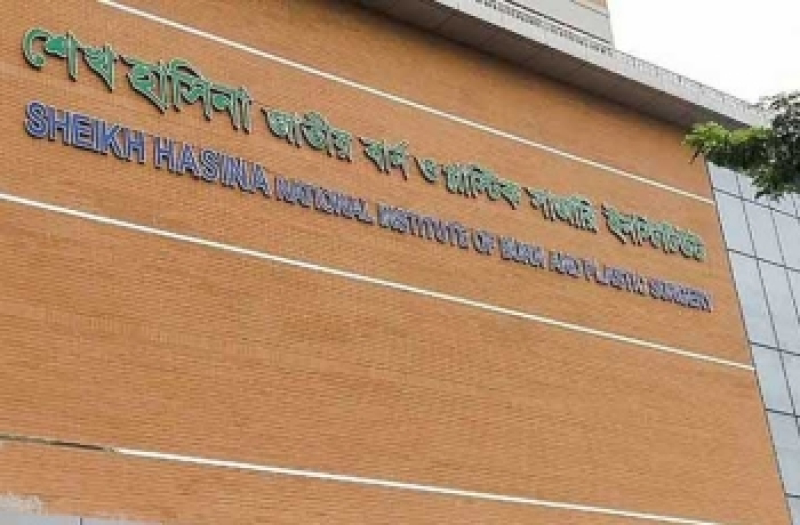 শেখ হাসিনা জাতীয় বার্ন ও প্লাস্টিক সার্জারি ইনস্টিটিউট
SHEIKH HASINA NATIONAL INSTITUTE OF BURN AND PLASTIC SURGERY